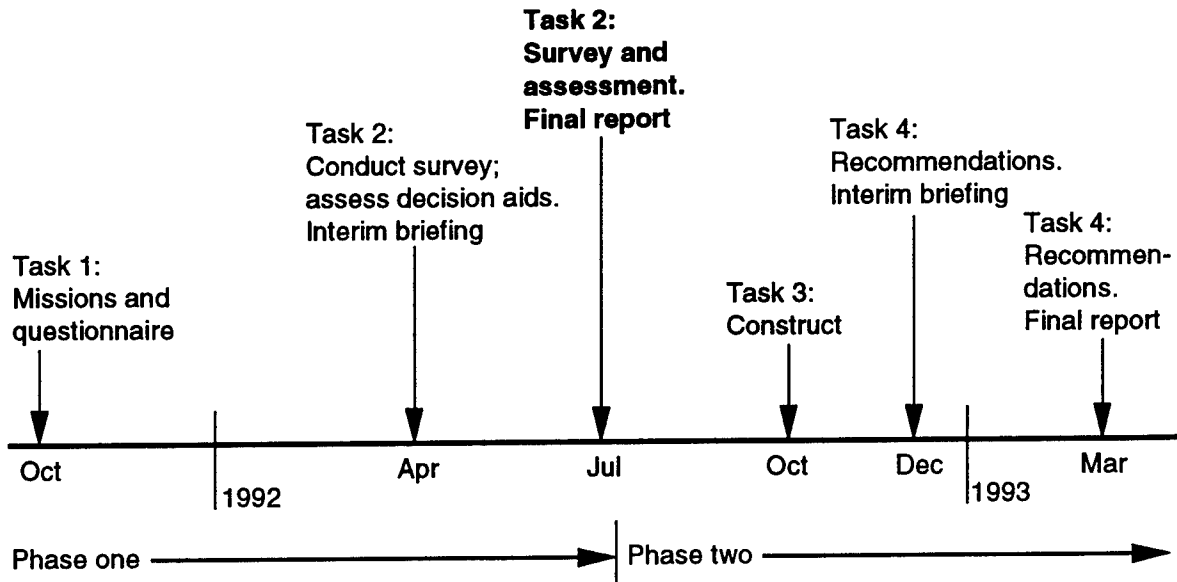 Task 2:
Survey and
assessment.
Final report
Task 2:
Conduct survey;
assess decision aids.
Interim briefing
Task 4:
Recommendations.
Interim briefing
Task 4:
Recommen-
dations.
Final report
Task 1:
Missions and
questionnaire
Task 3:
Construct
Oct
Apr
Jul
Oct
Dec
Mar
1992
1993
Phase one
Phase two